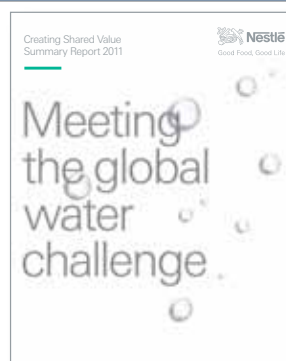 Creating Shared Value
Summary Report 2011
Nestlé
Good Food, Good Life
Meeting
the global
water
challenge